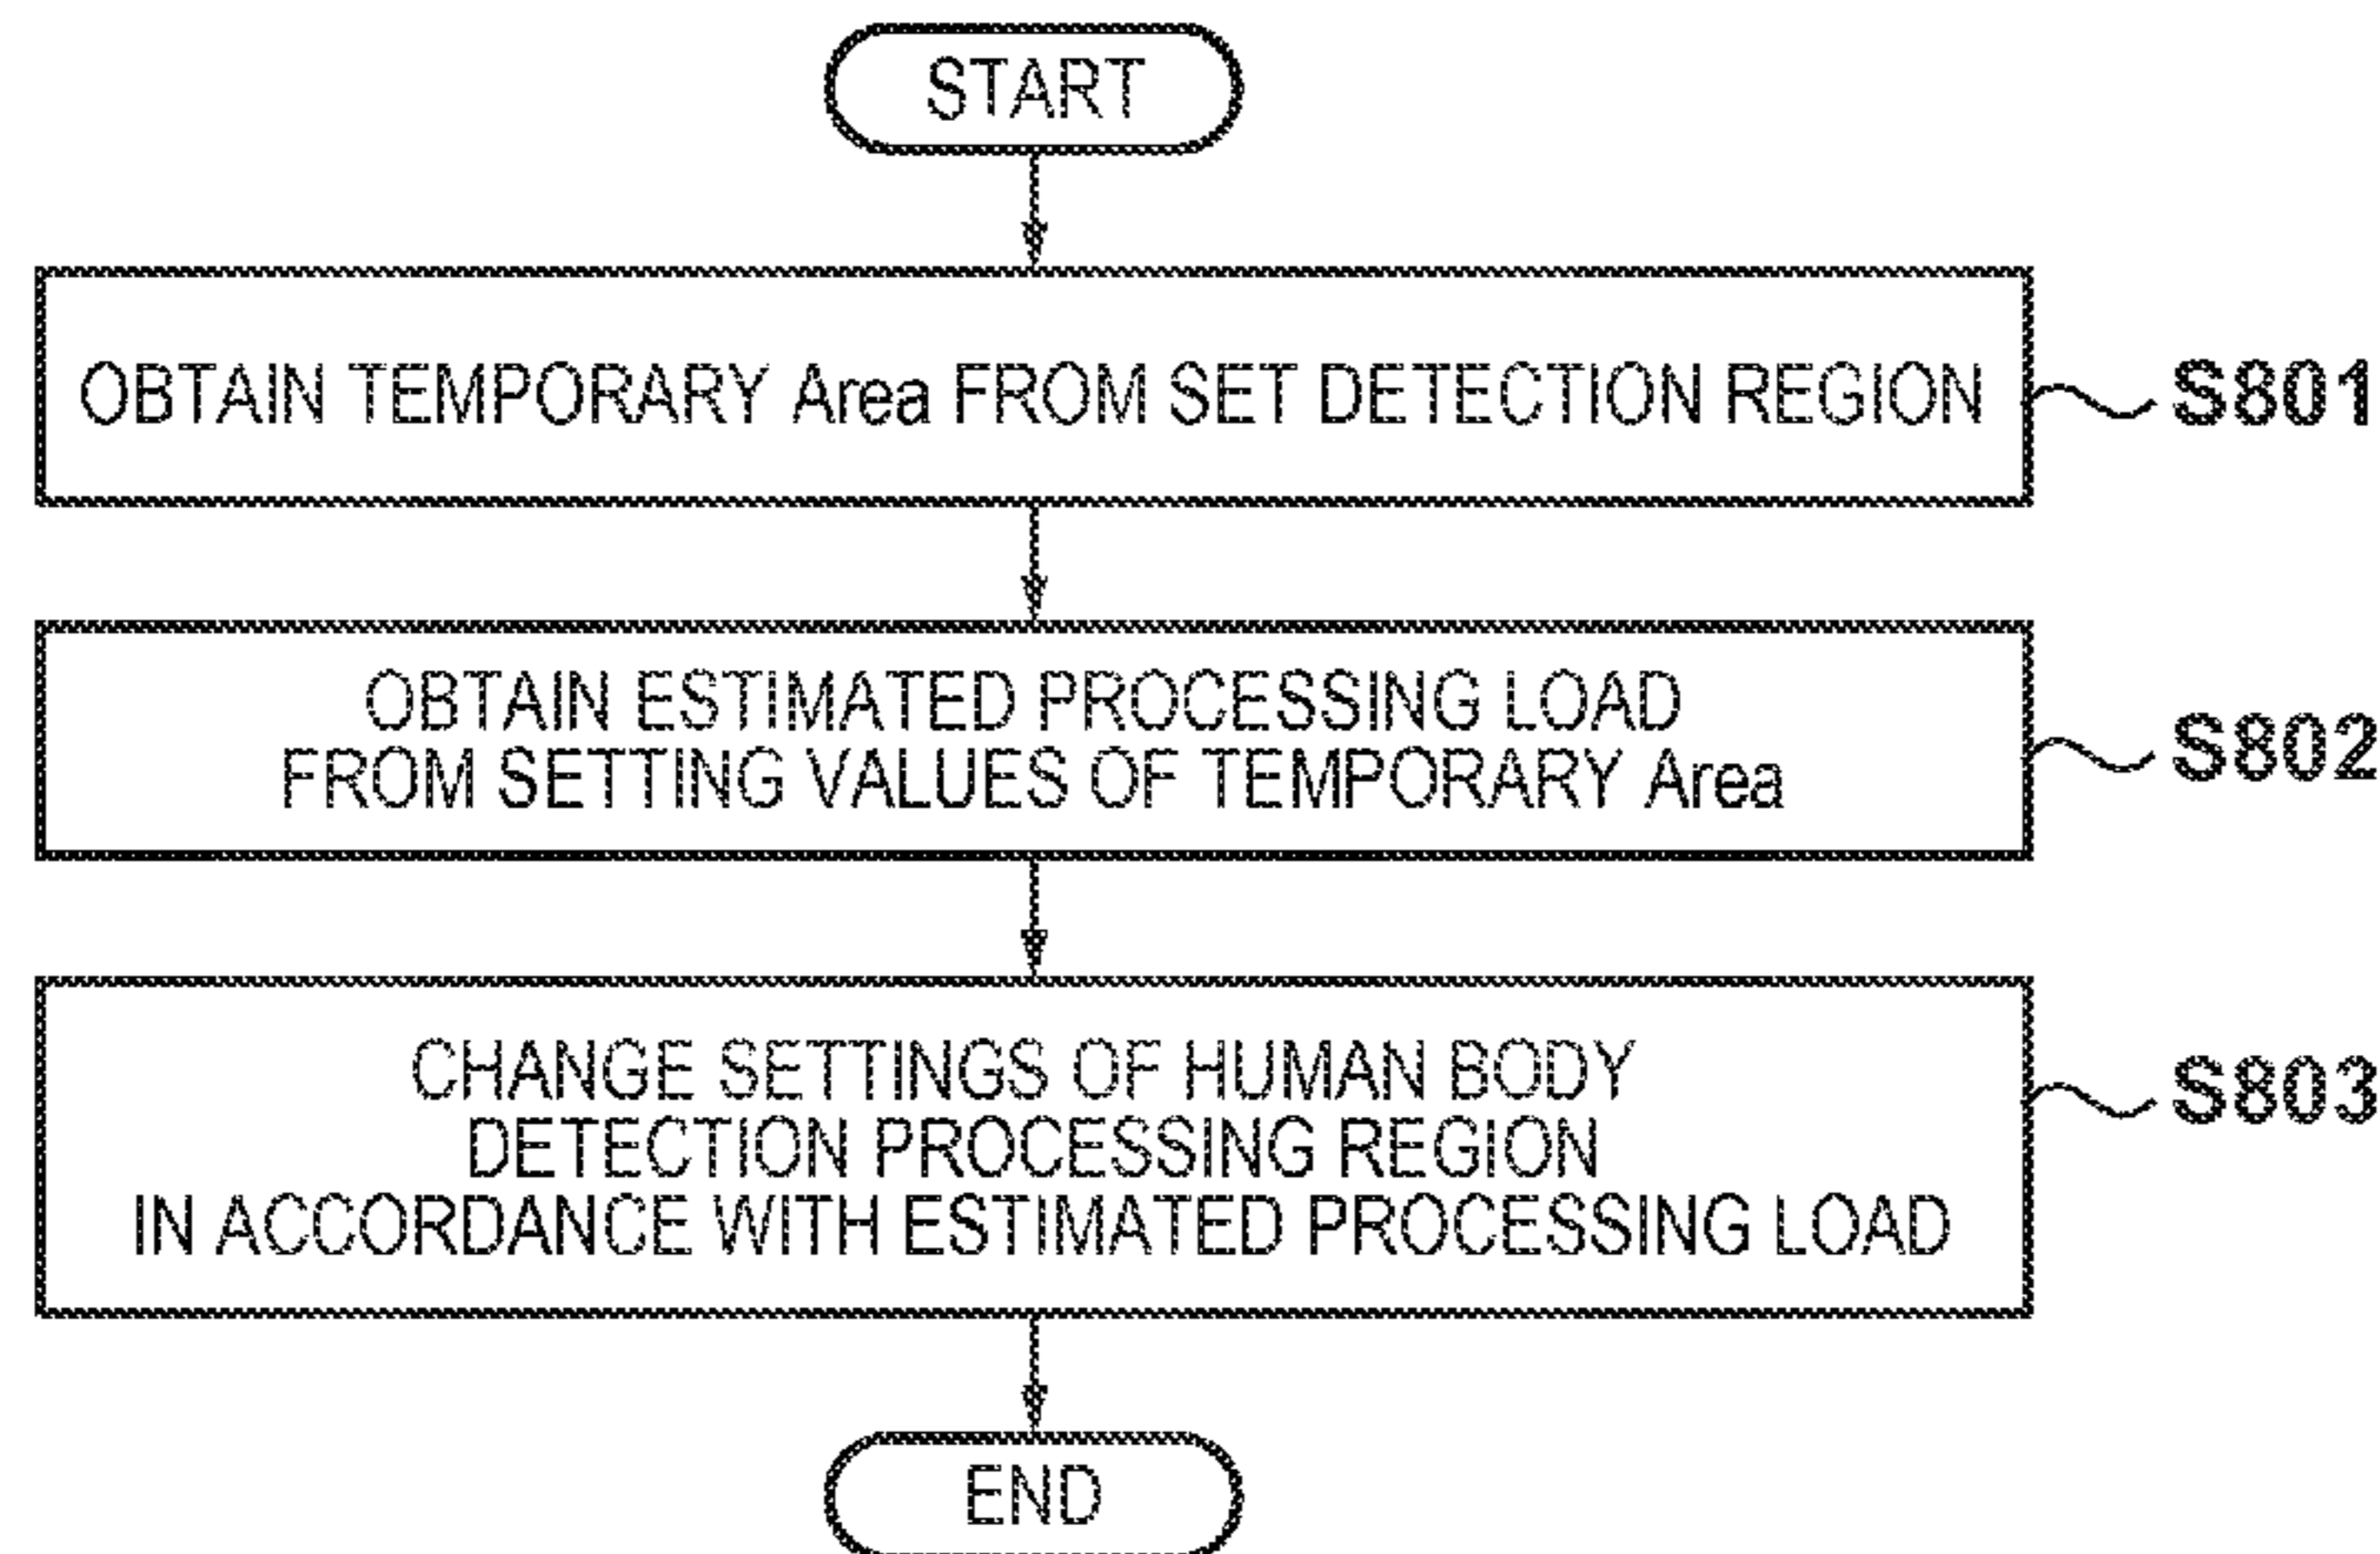 START
OBTAIN TEMPORARY Area FROM SET DETECTION REGION
S801
OBTAIN ESTIMATED PROCESSING LOAD
FROM SETTING VALUES OF TEMPORARY Area
S802
CHANGE SETTINGS OF HUMAN BODY
DETECTION PROCESSING REGION
IN ACCORDANCE WITH ESTIMATED PROCESSING LOAD
S803
END